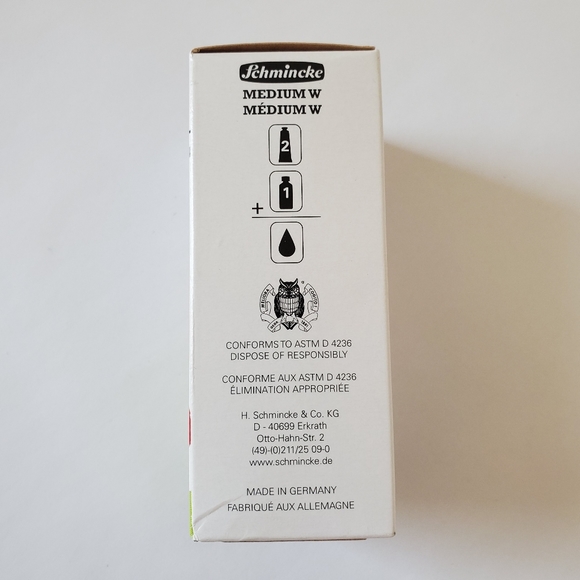 Schmincke
MEDIUM W
MÉDIUM W
2
1
+
CONFORMS TO ASTM D 4236
DISPOSE OF RESPONSIBLY
CONFORME AUX ASTM D 4236
ÉLIMINATION APPROPRIÉE
H. Schmincke & Co. KG
D - 40699 Erkrath
Otto-Hahn-Str. 2
(49)-(0)211/25 09-0
www.schmincke.de
MADE IN GERMANY
FABRIQUÉ AUX ALLEMAGNE